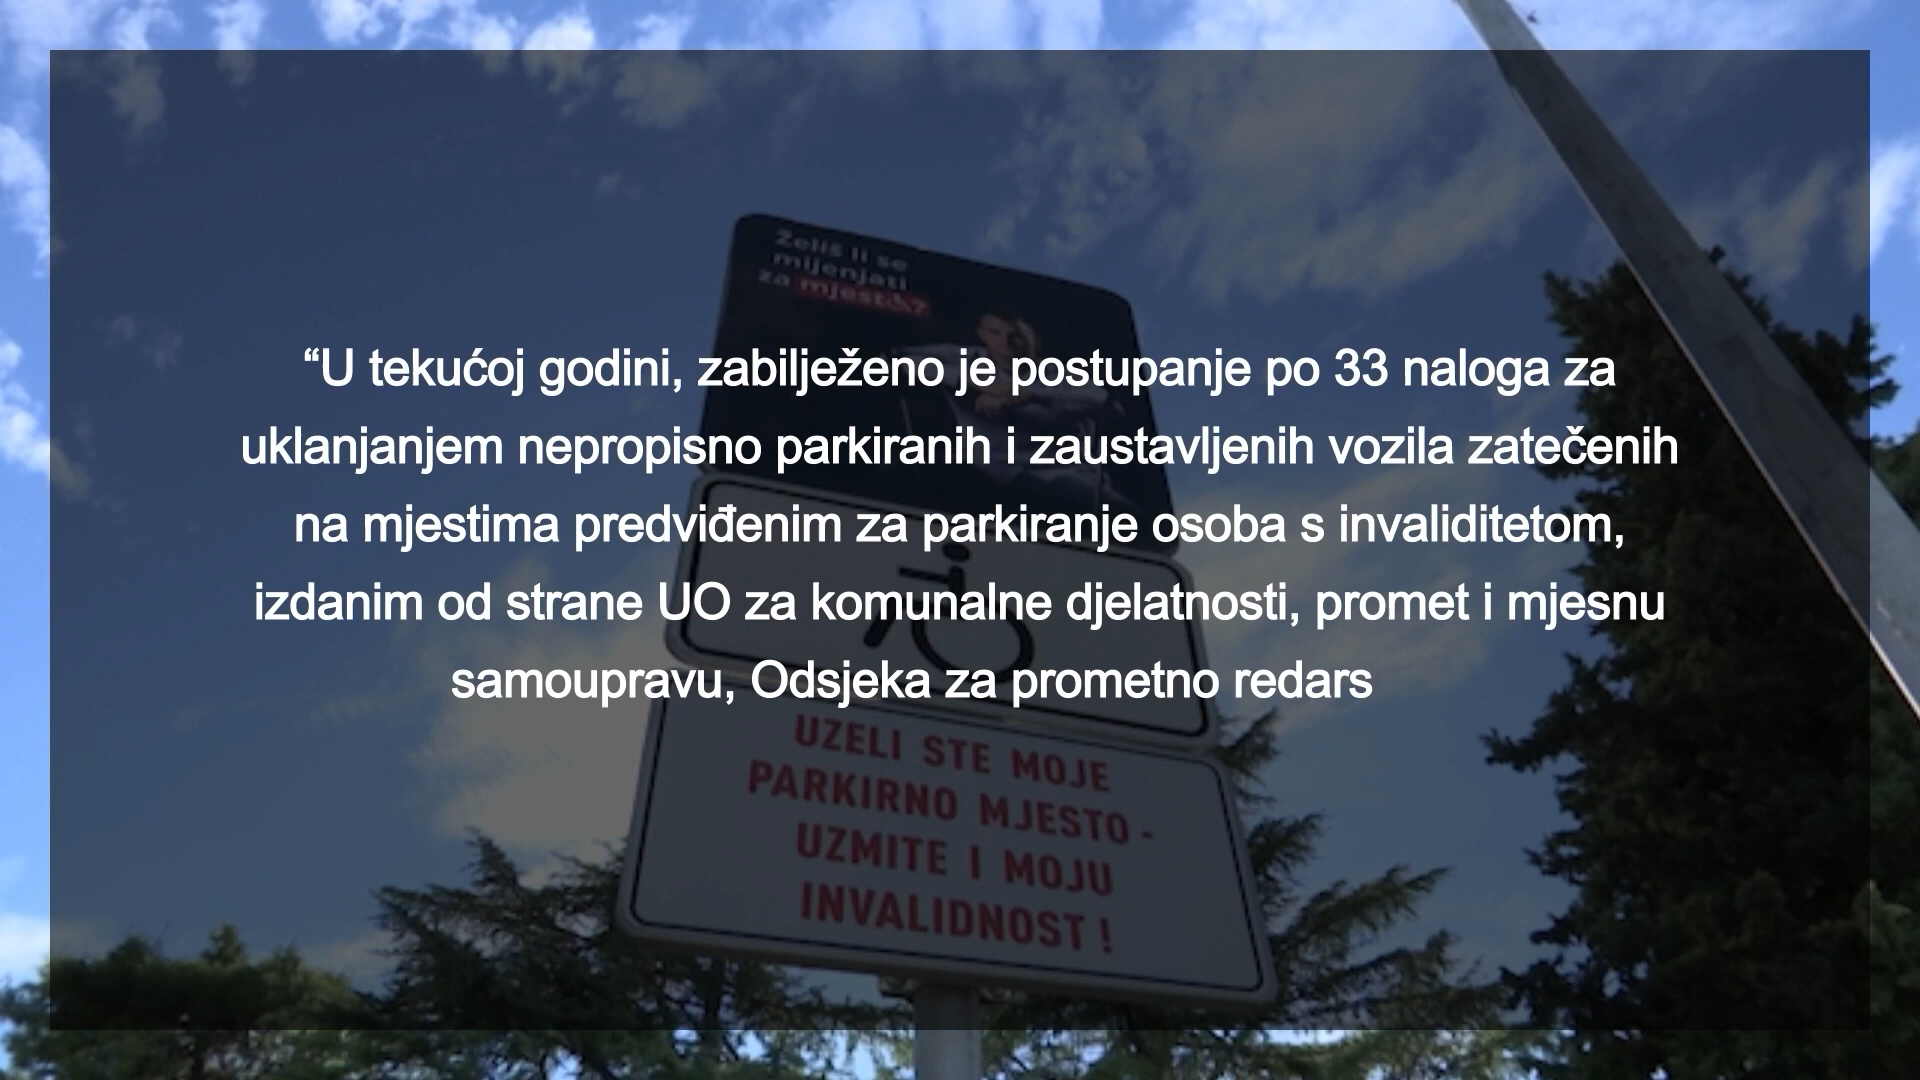 Želiš li se
mijenjati
za mjesto?
“U tekućoj godini, zabilježeno je postupanje po 33 naloga za
uklanjanjem nepropisno parkiranih i zaustavljenih vozila zatečenih
na mjestima predviđenim za parkiranje osoba s invaliditetom,
izdanim od strane UO za komunalne djelatnosti, promet i mjesnu
samoupravu, Odsjeka za prometno redars
UZELI STE MOJE
PARKIRNO MJESTO -
UZMITE I MOJU
INVALIDNOST !